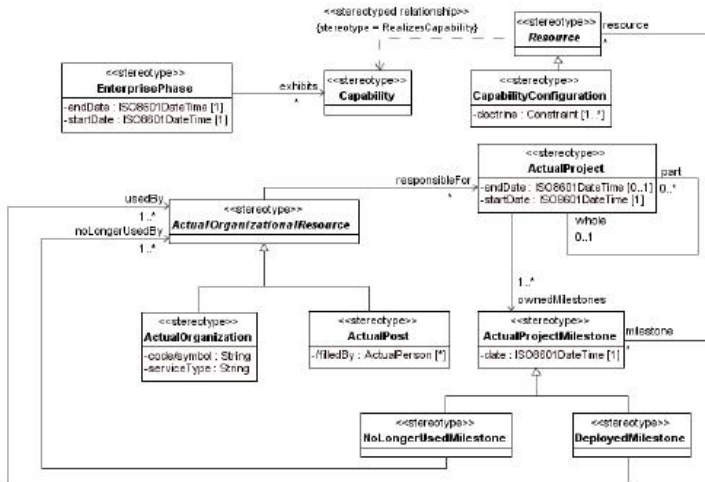 <<stereotyped relationship>>
{stereotype = RealizesCapability}
<<stereotype>>
Resource
resource
*
<<stereotype>>
EnterprisePhase
-endDate : ISO8601DateTime [1]
-startDate : ISO8601DateTime [1]
exhibits
*
<<stereotype>>
Capability
<<stereotype>>
CapabilityConfiguration
-doctrine : Constraint [1..*]
<<stereotype>>
ActualProject
-endDate : ISO8601DateTime [0..1]
-startDate : ISO8601DateTime [1]
part
0..*
whole
0..1
responsibleFor
*
usedBy
1..*
noLongerUsedBy
1..*
<<stereotype>>
ActualOrganizationalResource
1..*
ownedMilestones
<<stereotype>>
ActualOrganization
-code/symbol : String
-serviceType : String
<<stereotype>>
ActualPost
-/filledBy : ActualPerson [*]
<<stereotype>>
ActualProjectMilestone
-date : ISO8601DateTime [1]
milestone
*
<<stereotype>>
NoLongerUsedMilestone
<<stereotype>>
DeployedMilestone